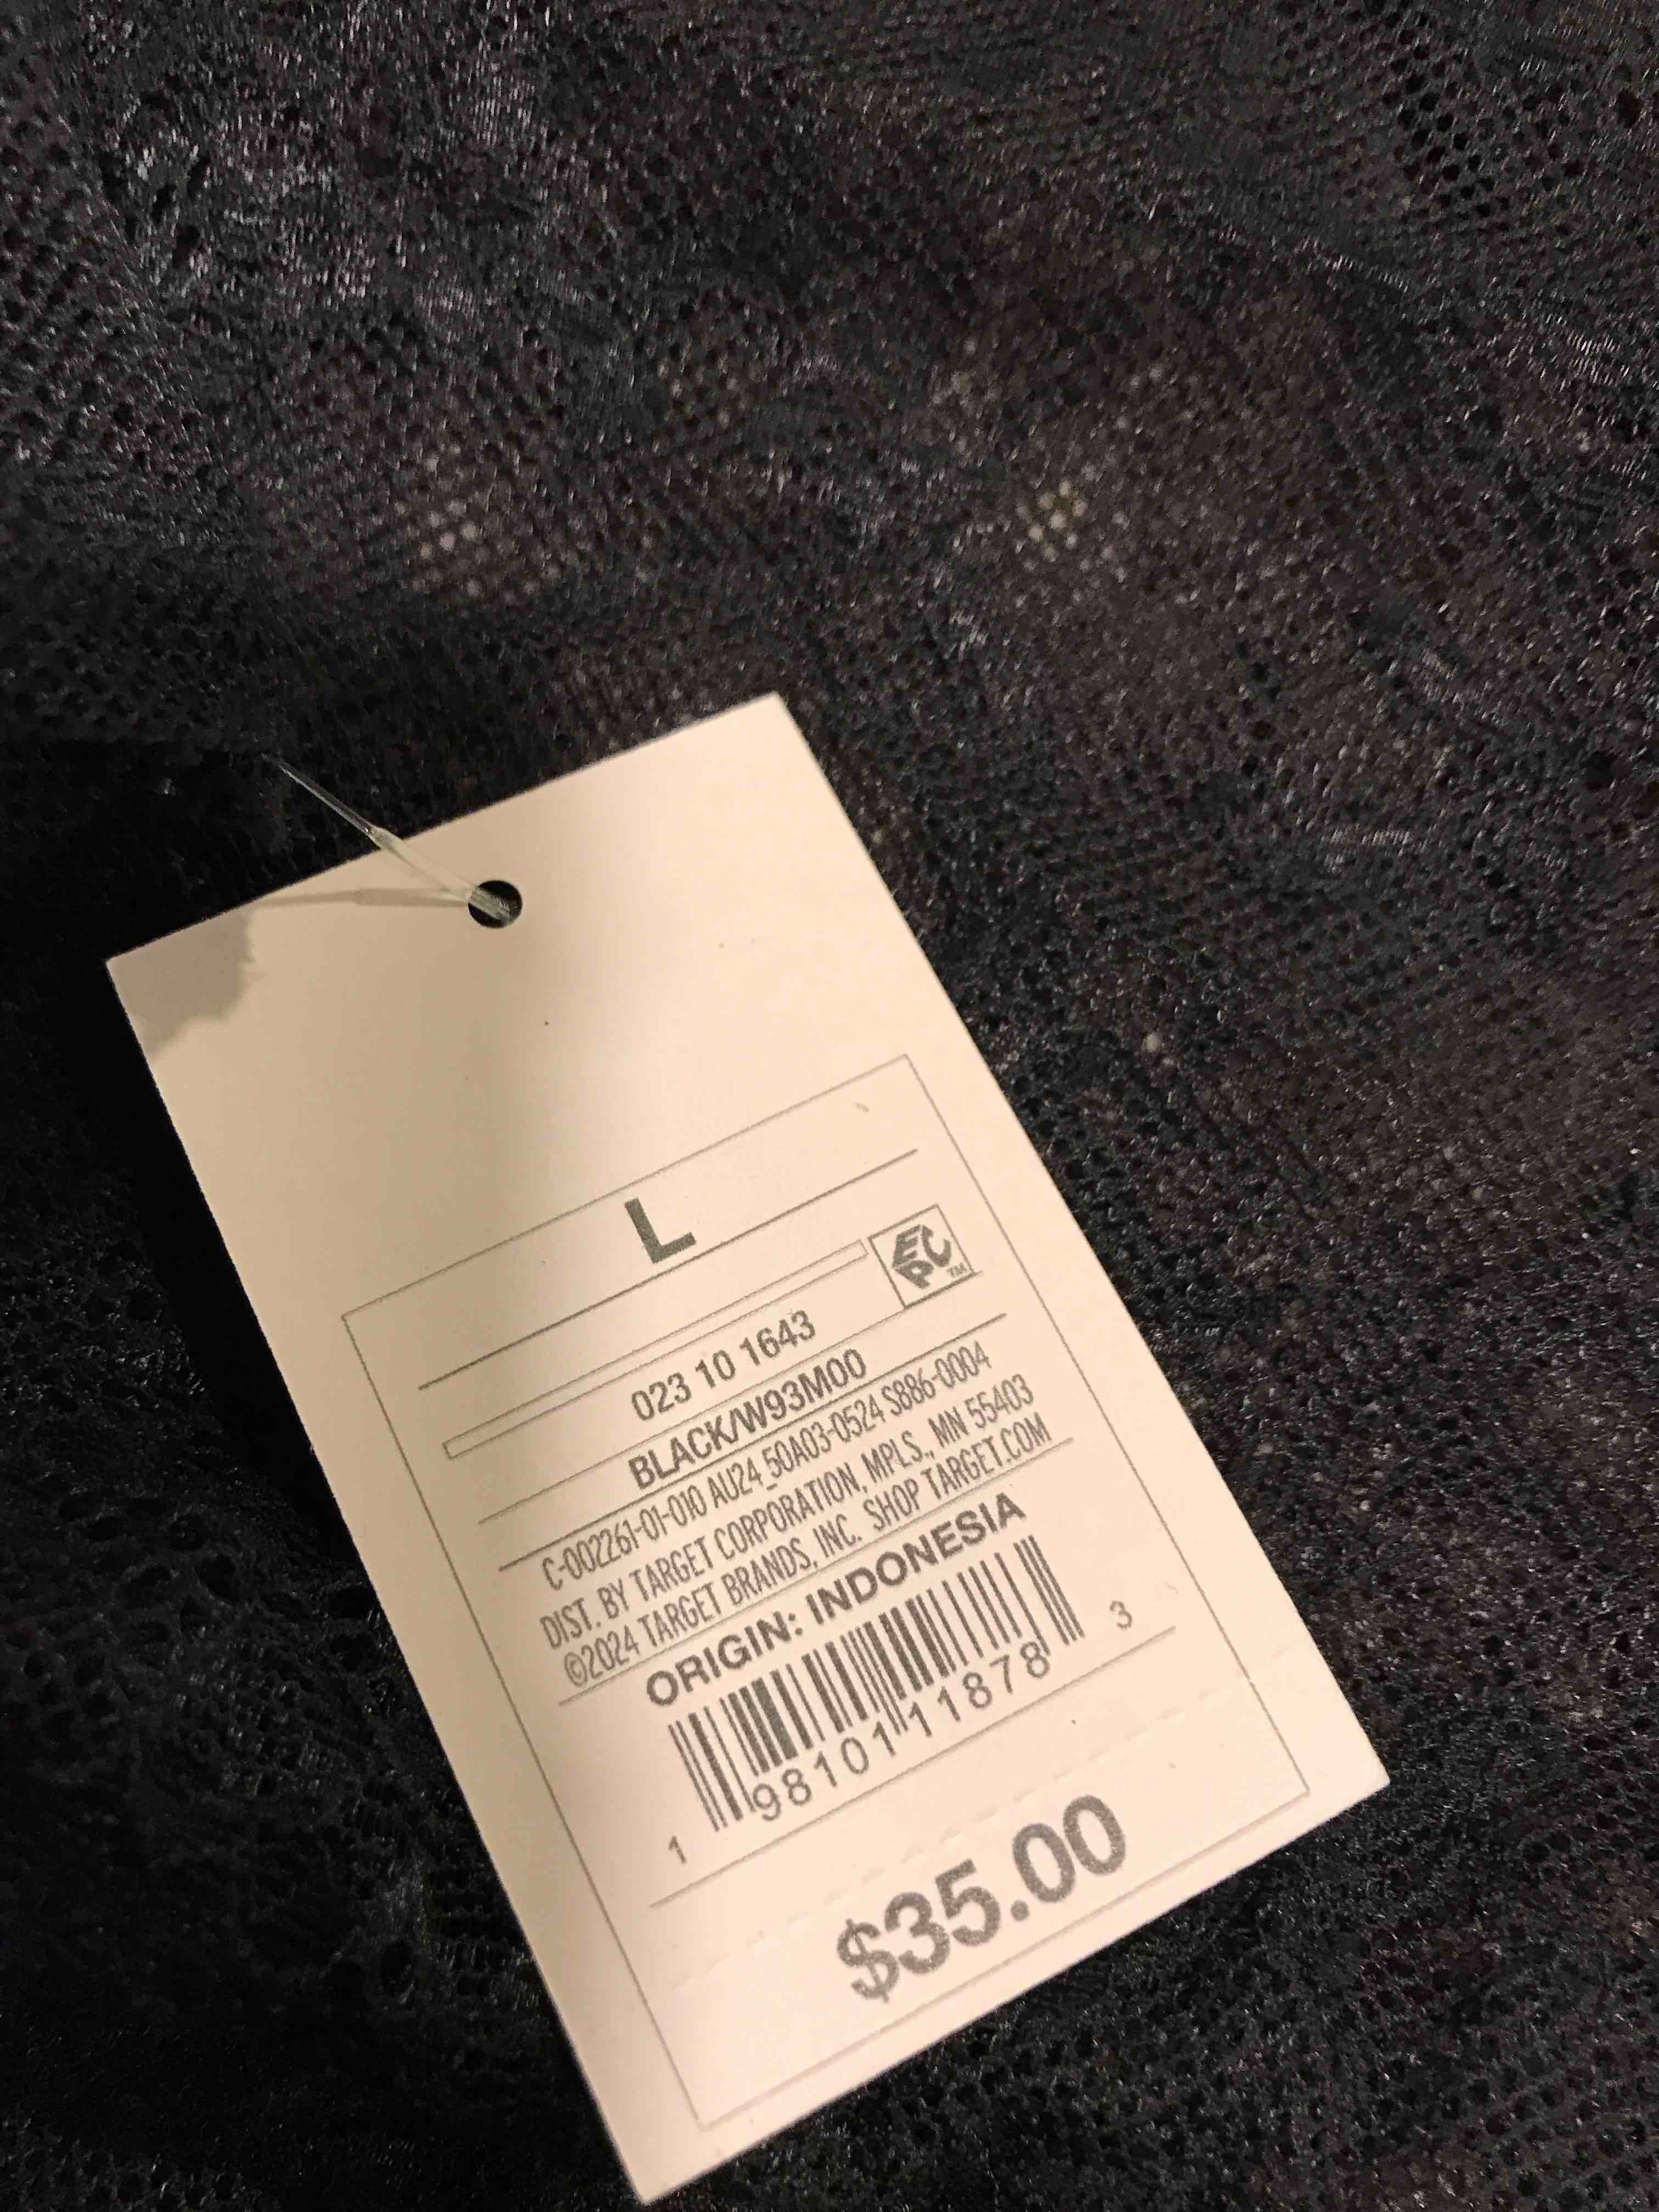 L
EPC™
023 10 1643
BLACK/W93M00
C-002261-01-010 AU24_50A03-0524 S886-0004
DIST. BY TARGET CORPORATION, MPLS., MN 55403
©2024 TARGET BRANDS, INC. SHOP TARGET.COM
ORIGIN: INDONESIA
1 98101 11878 3
$35.00